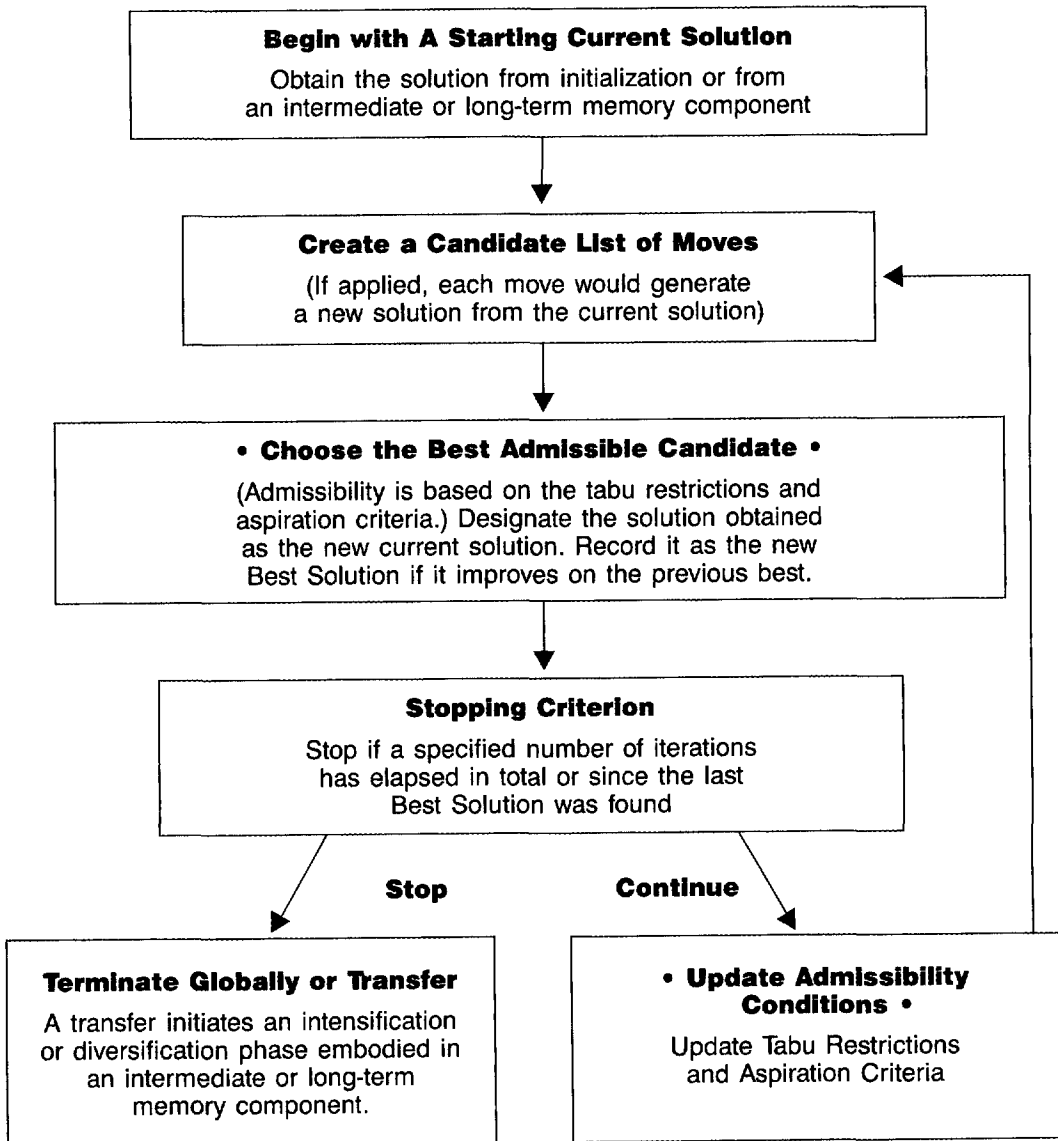 Begin with A Starting Current Solution
Obtain the solution from initialization or from
an intermediate or long-term memory component
Create a Candidate List of Moves
(If applied, each move would generate
a new solution from the current solution)
• Choose the Best Admissible Candidate •
(Admissibility is based on the tabu restrictions and
aspiration criteria.) Designate the solution obtained
as the new current solution. Record it as the new
Best Solution if it improves on the previous best.
Stopping Criterion
Stop if a specified number of iterations
has elapsed in total or since the last
Best Solution was found
Stop
Continue
Terminate Globally or Transfer
A transfer initiates an intensification
or diversification phase embodied in
an intermediate or long-term
memory component.
• Update Admissibility
Conditions •
Update Tabu Restrictions
and Aspiration Criteria